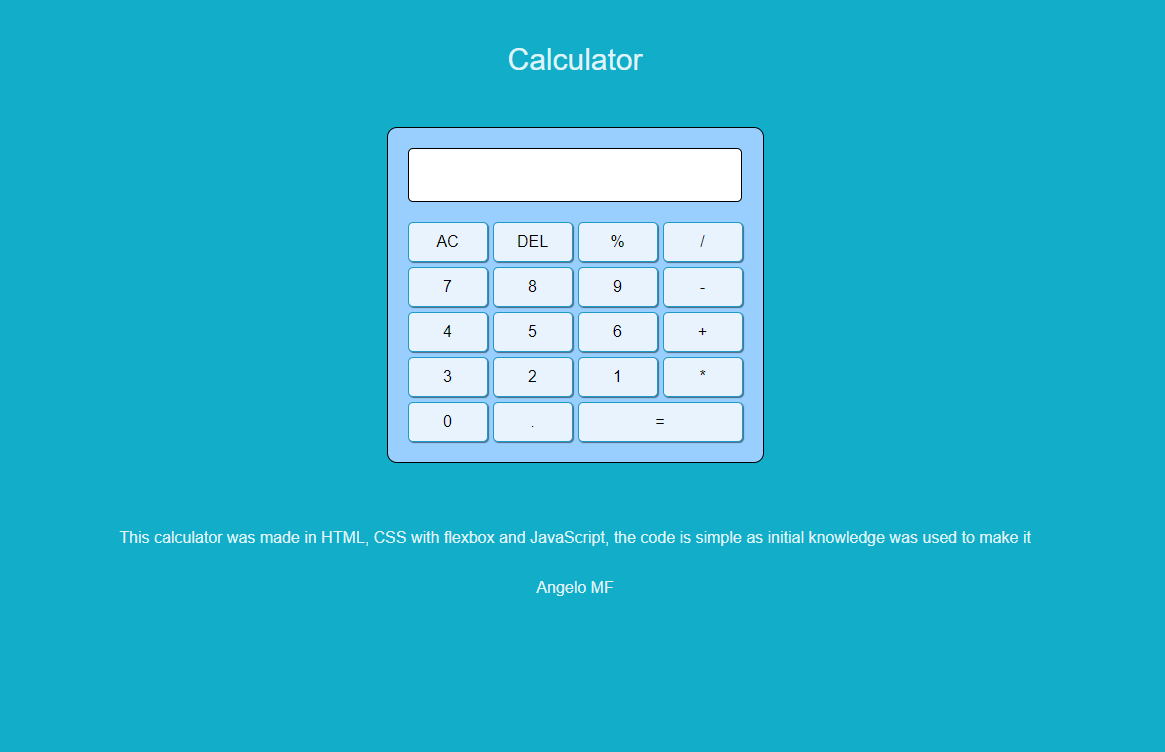 Calculator
AC DEL % /
7 8 9 -
4 5 6 +
3 2 1 *
0 . =
This calculator was made in HTML, CSS with flexbox and JavaScript, the code is simple as initial knowledge was used to make it
Angelo MF